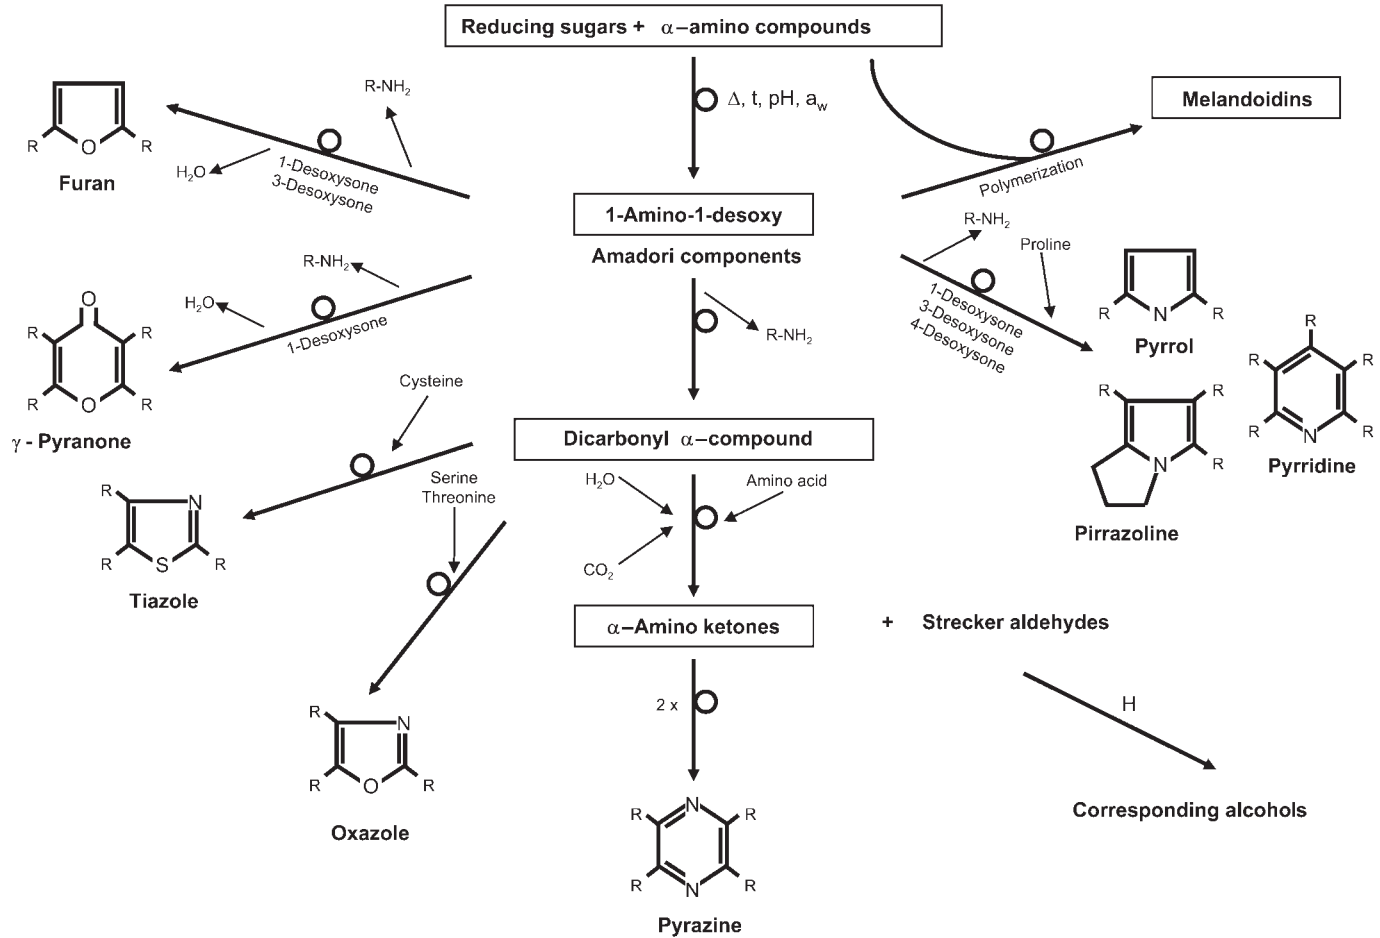 Reducing sugars + α–amino compounds
Δ, t, pH, a_w
Melandoidins
Polymerization
R-NH₂
H₂O
1-Desoxysone
3-Desoxysone
R
O
R
Furan
1-Amino-1-desoxy
Amadori components
R-NH₂
Proline
1-Desoxysone
3-Desoxysone
4-Desoxysone
R
N
R
Pyrrol
R-NH₂
H₂O
1-Desoxysone
O
R
R
R
O
R
γ - Pyranone
R-NH₂
R
R
R
R
N
R
Pyrridine
R
R
N
R
Pirrazoline
Cysteine
Dicarbonyl α–compound
Serine
Threonine
R
N
R
S
R
Tiazole
H₂O
Amino acid
CO₂
α–Amino ketones
+ Strecker aldehydes
H
Corresponding alcohols
R
N
R
O
R
Oxazole
2 x
N
R
R
R
R
N
Pyrazine